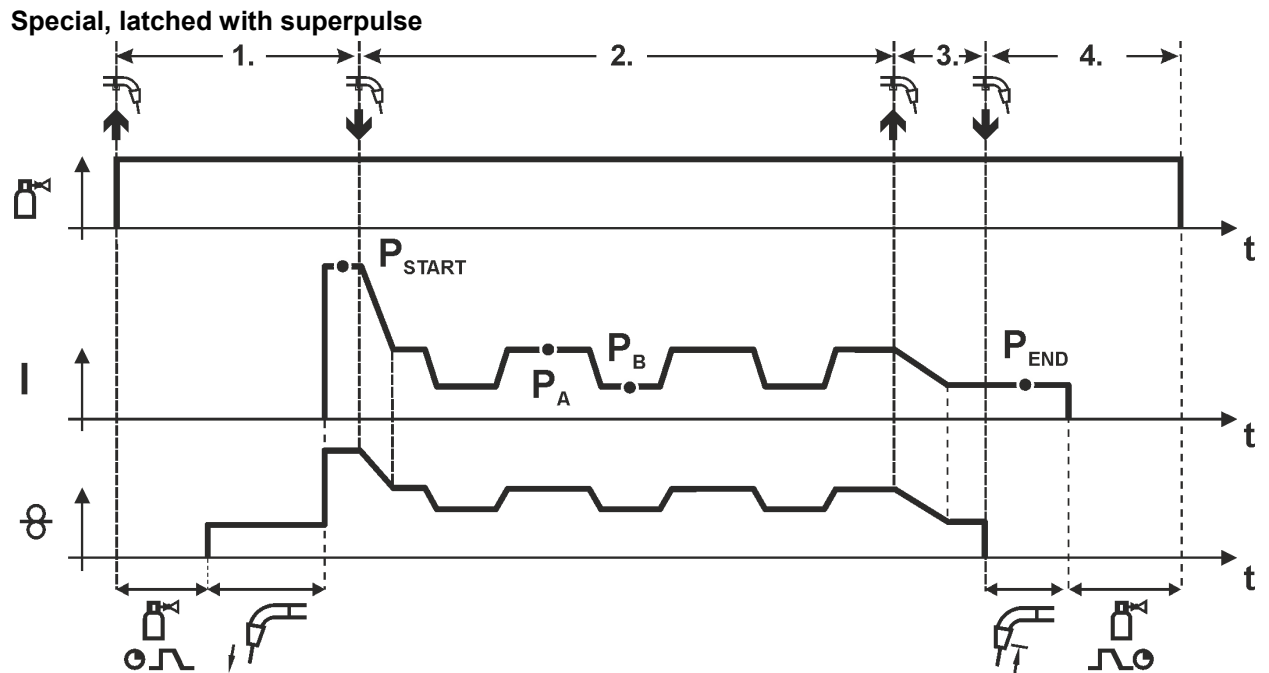 Special, latched with superpulse
1. 2. 3. 4.
t
P START
P B
P A
P END
I
t
t